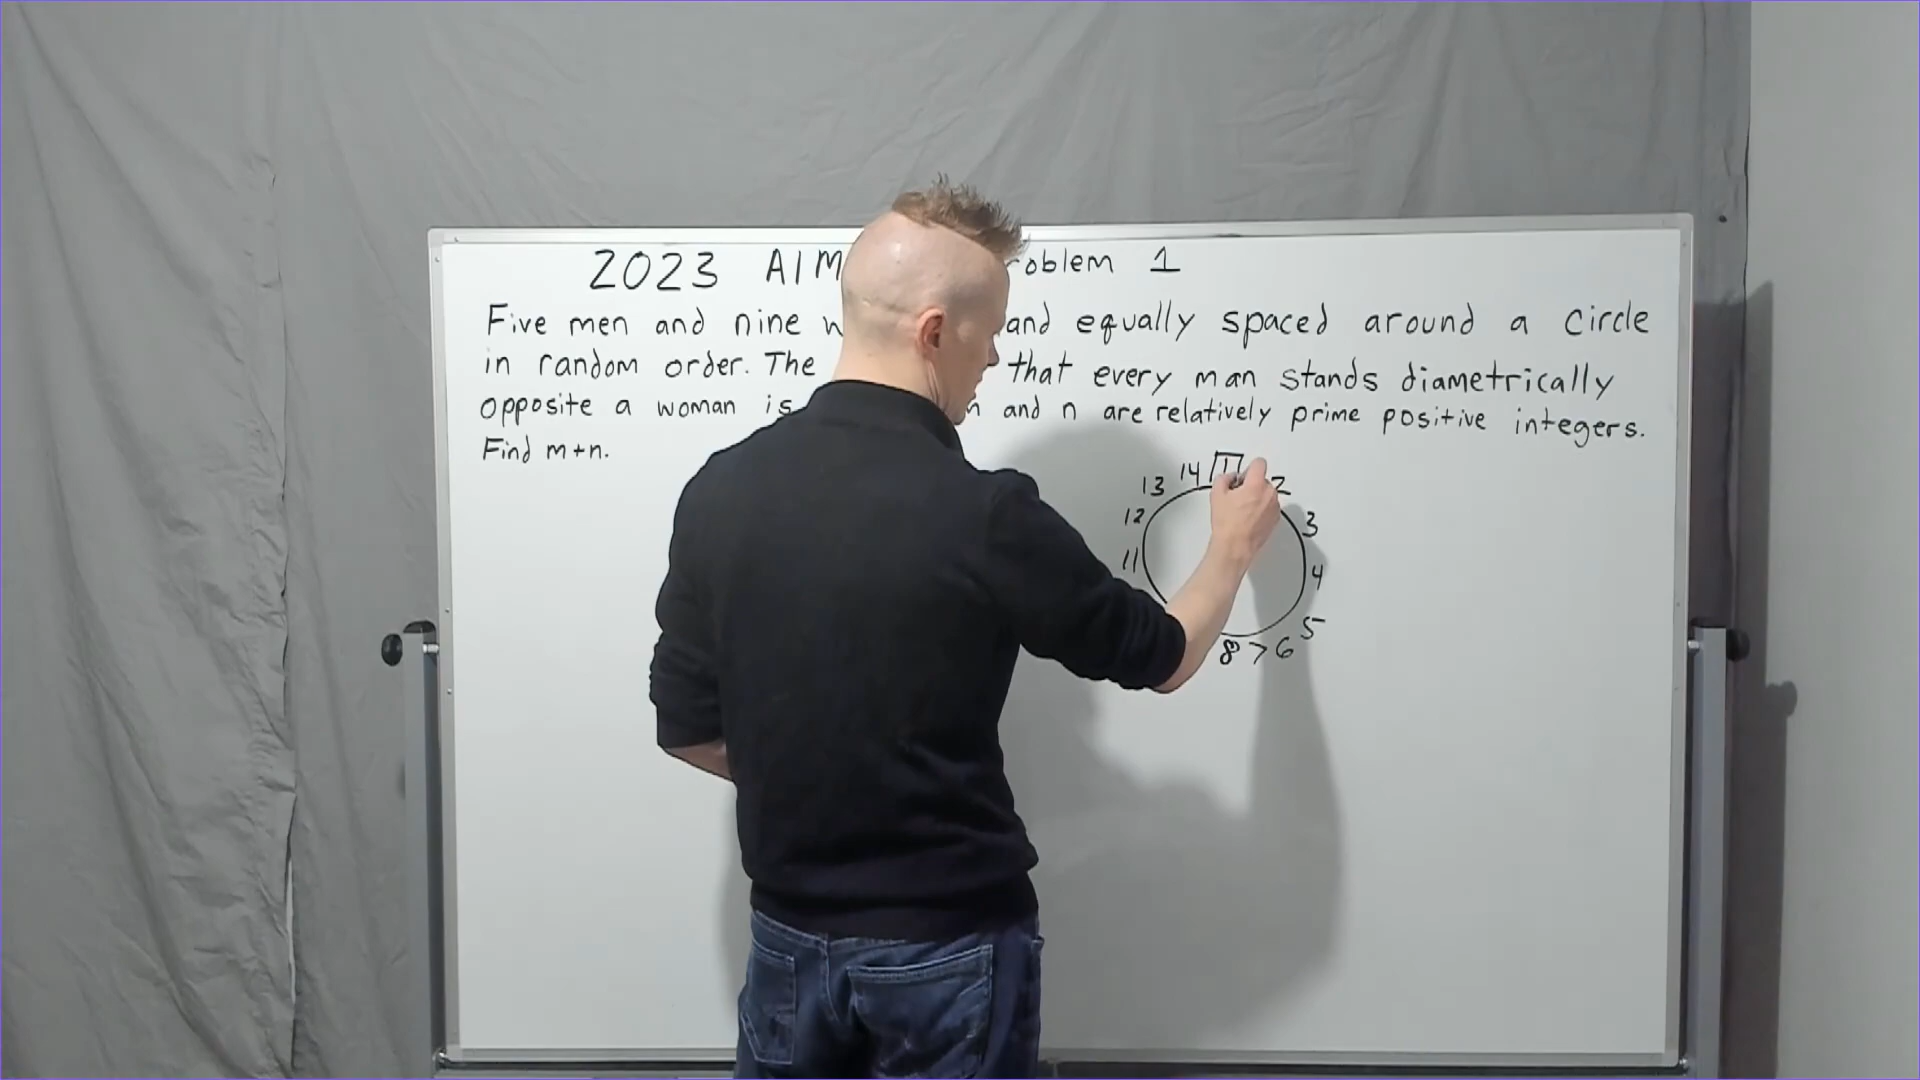 2023 AIM oblem 1
Five men and nine w and equally spaced around a circle
in random order. The that every man stands diametrically
opposite a woman is and n are relatively prime positive integers.
Find m+n.
14 1 2
13 3
12 4
11 5
8 7 6